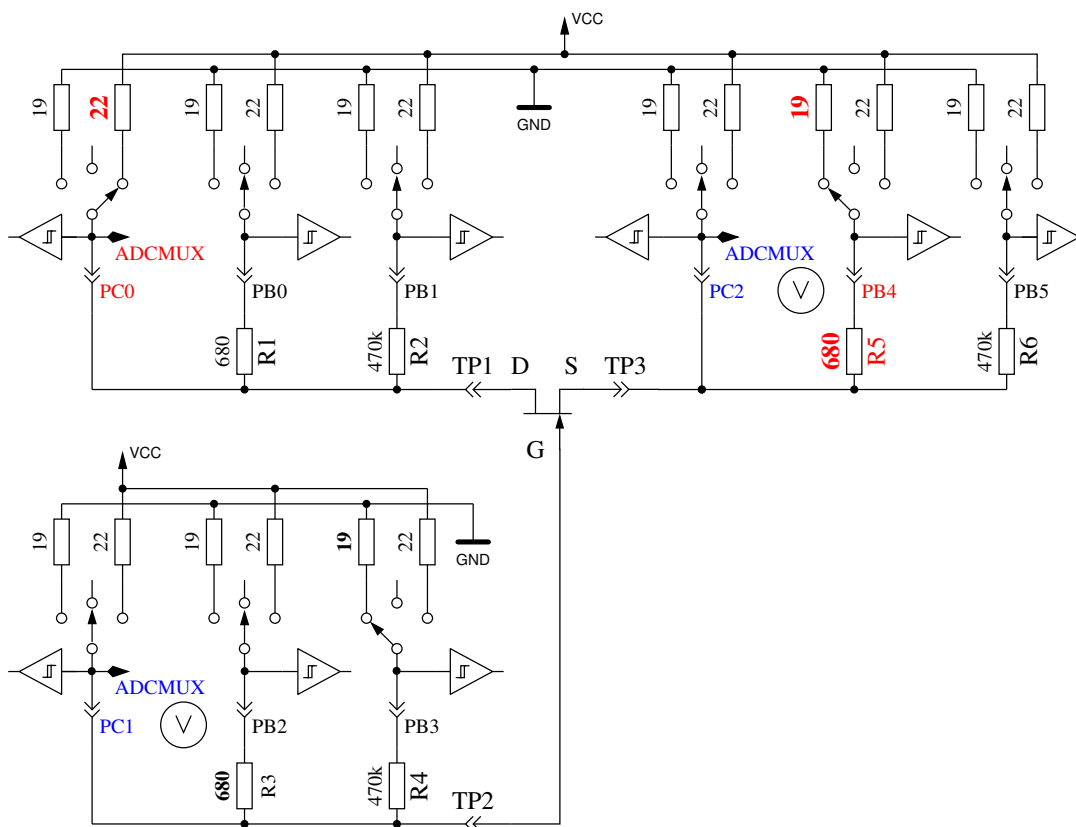 VCC
19
22
19
22
19
22
GND
19
22
19
22
19
22
ADCMUX
ADCMUX
PC0
PB0
PB1
PC2
V
PB4
PB5
680
R1
470k
R2
680
R5
470k
R6
TP1
D
S
TP3
G
VCC
19
22
19
22
19
22
GND
ADCMUX
PC1
V
PB2
PB3
680
R3
470k
R4
TP2